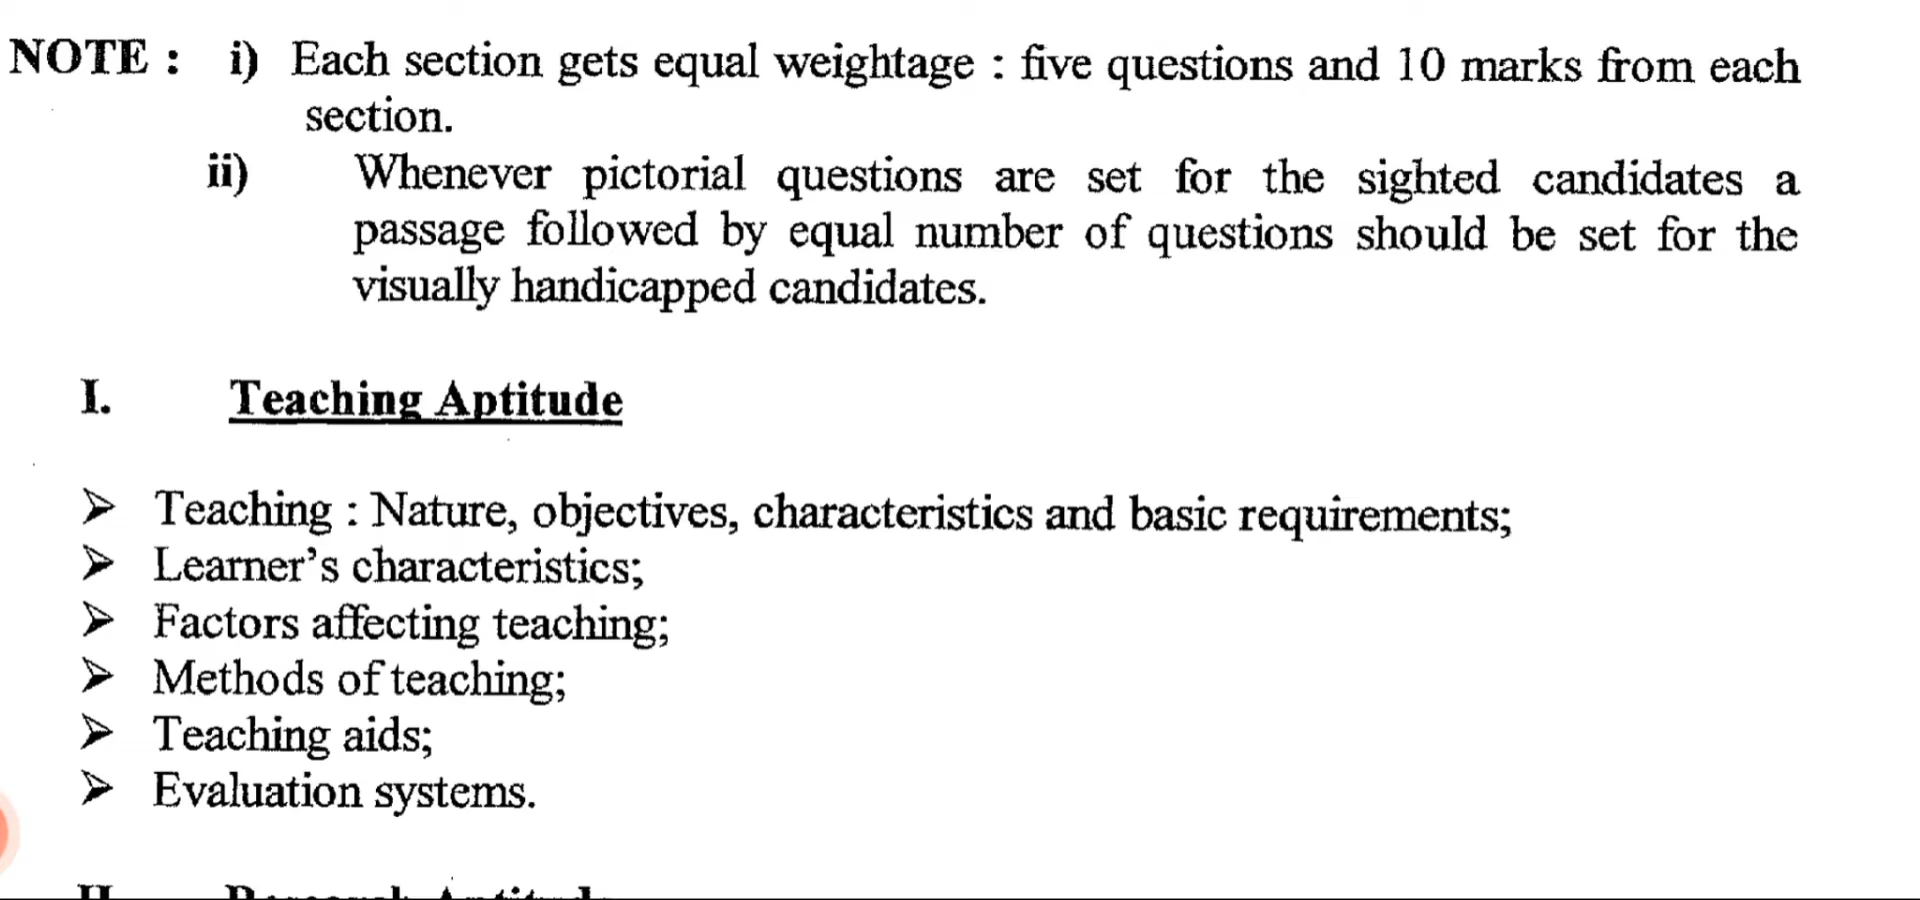 NOTE : i) Each section gets equal weightage : five questions and 10 marks from each
section.
ii) Whenever pictorial questions are set for the sighted candidates a
passage followed by equal number of questions should be set for the
visually handicapped candidates.
I. Teaching Aptitude
➢ Teaching : Nature, objectives, characteristics and basic requirements;
➢ Learner's characteristics;
➢ Factors affecting teaching;
➢ Methods of teaching;
➢ Teaching aids;
➢ Evaluation systems.